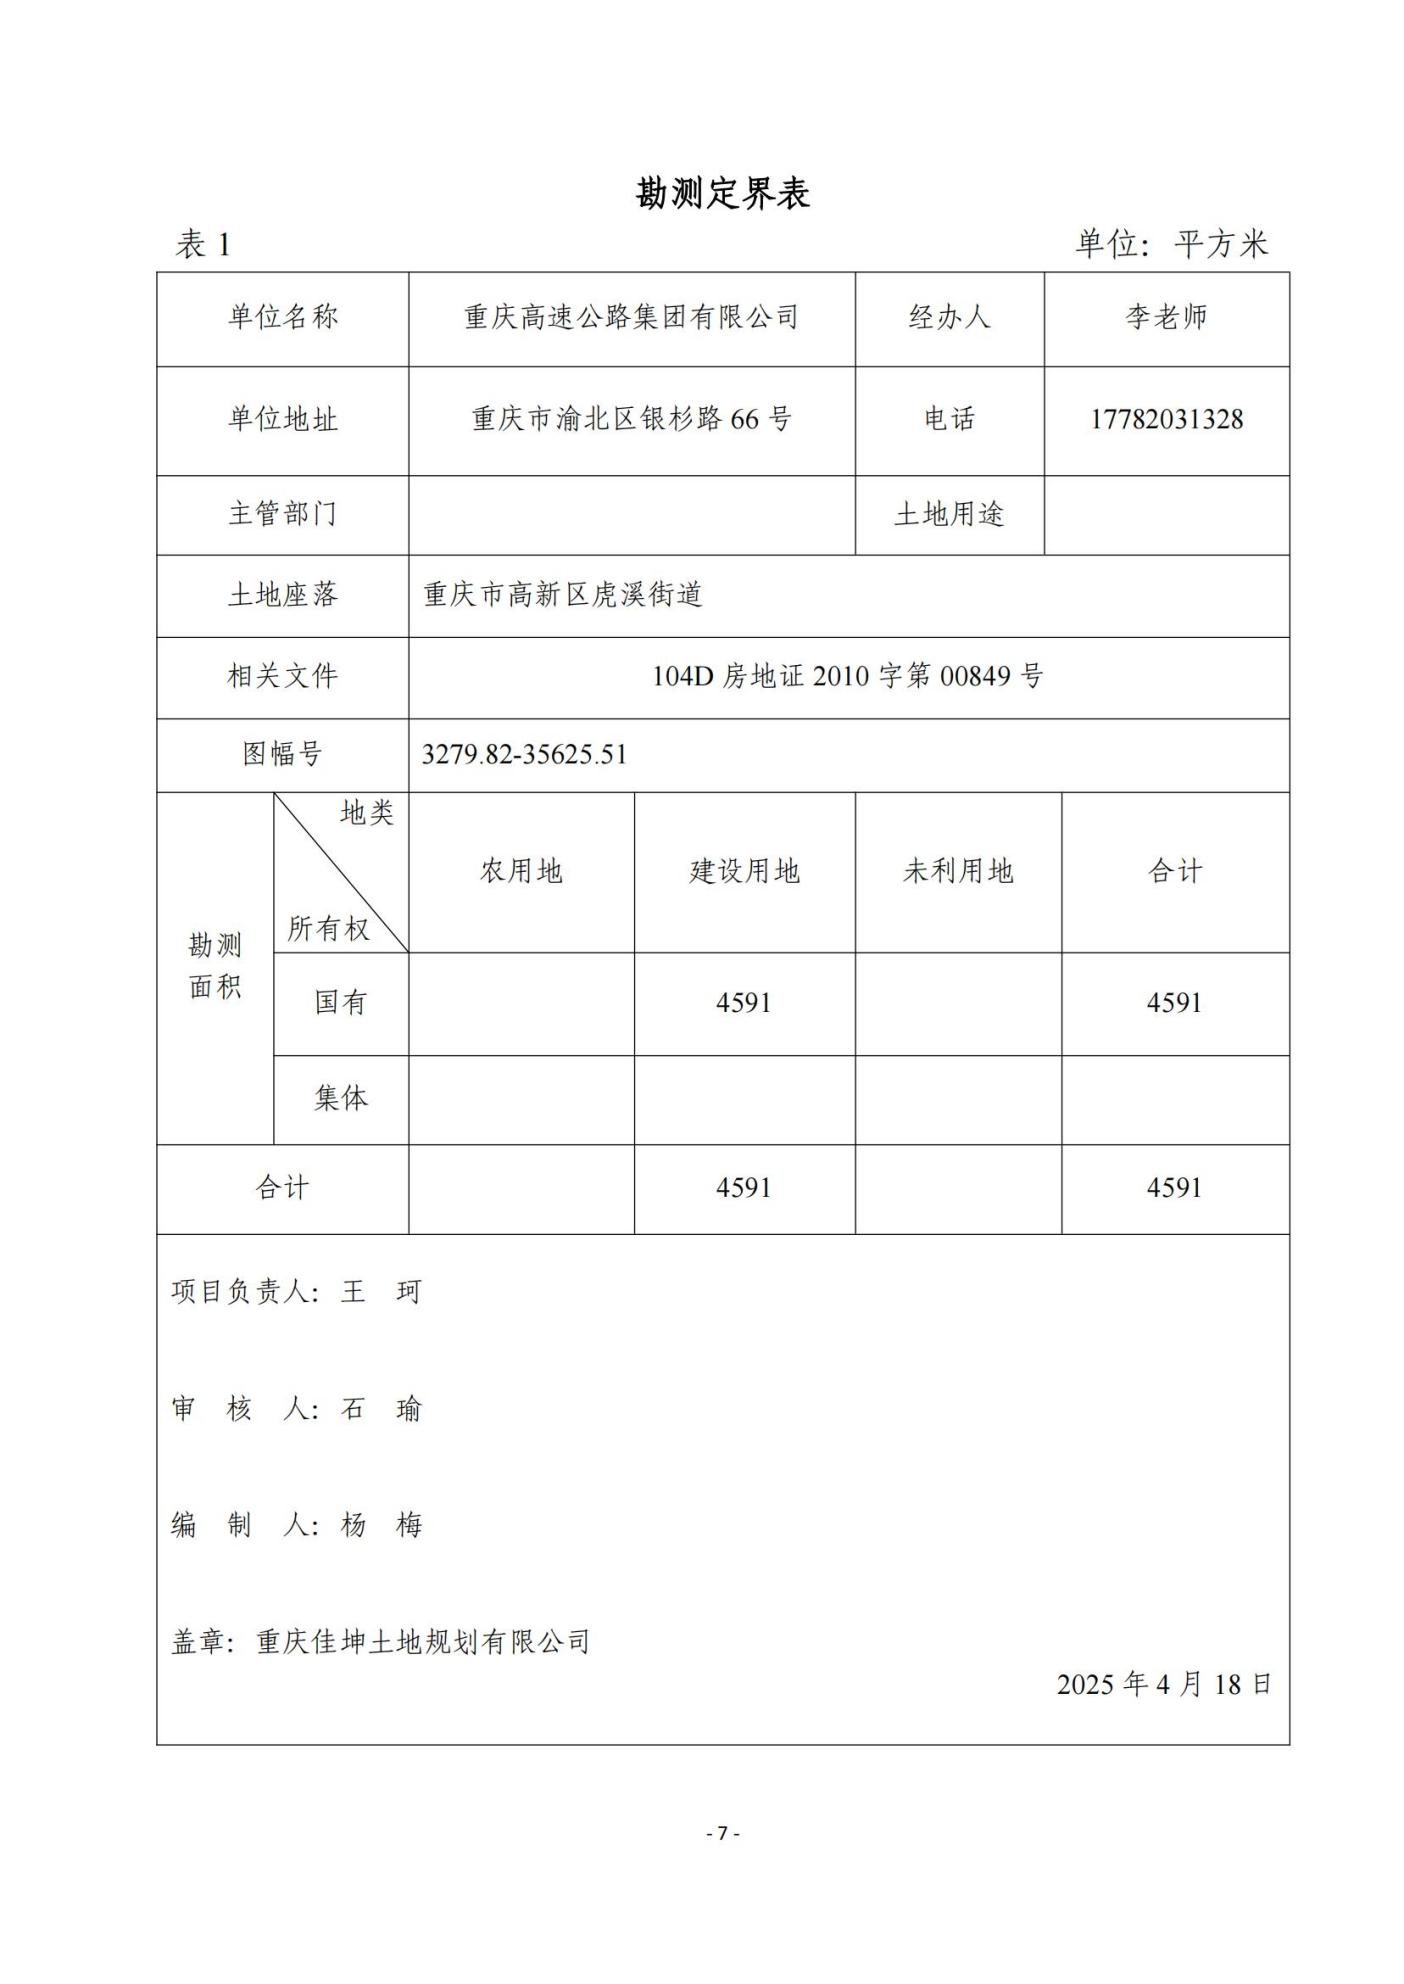 勘测定界表
表 1 单位：平方米
单位名称 重庆高速公路集团有限公司 经办人 李老师
单位地址 重庆市渝北区银杉路 66 号 电话 17782031328
主管部门 土地用途
土地座落 重庆市高新区虎溪街道
相关文件 104D 房地证 2010 字第 00849 号
图幅号 3279.82-35625.51
地类
农用地 建设用地 未利用地 合计
所有权
勘测
面积
国有 4591 4591
集体
合计 4591 4591
项目负责人：王 珂
审 核 人：石 瑜
编 制 人：杨 梅
盖章：重庆佳坤土地规划有限公司
2025 年 4 月 18 日
- 7 -